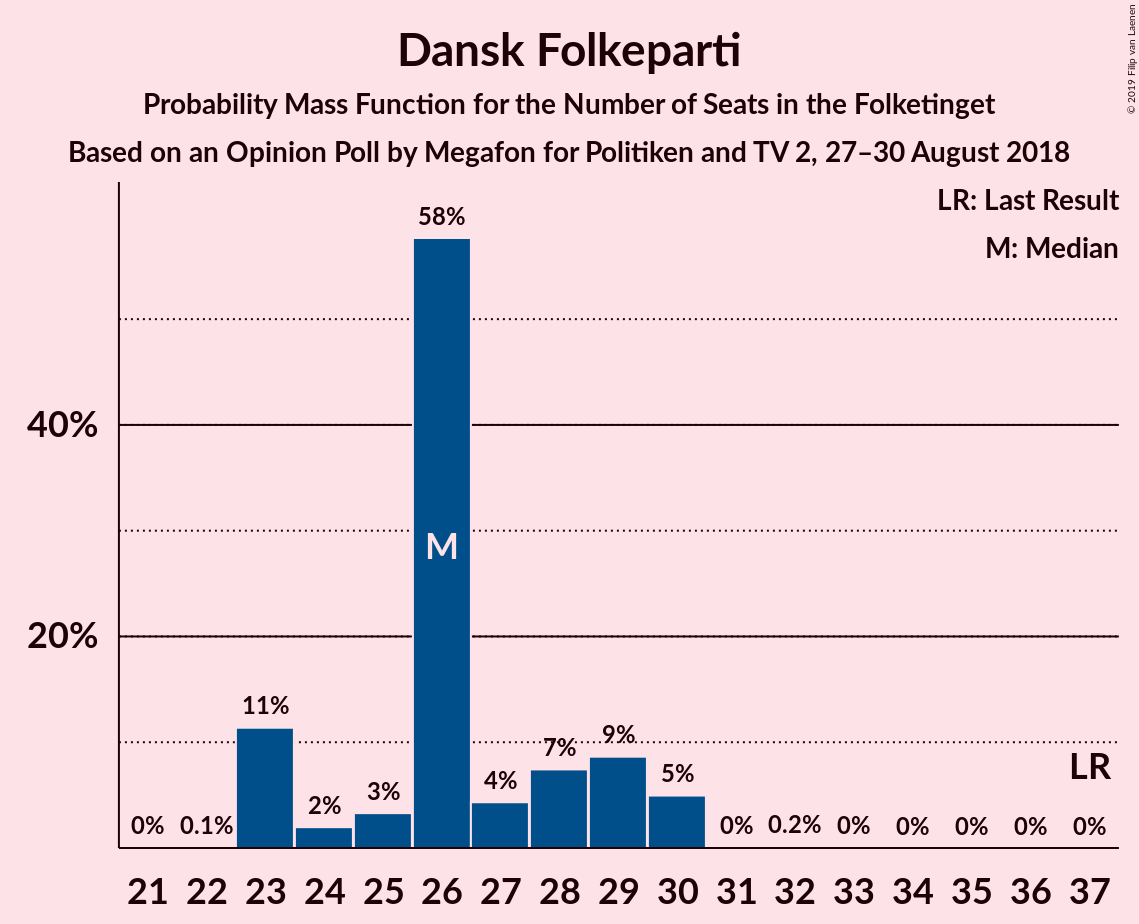 Dansk Folkeparti
Probability Mass Function for the Number of Seats in the Folketinget
Based on an Opinion Poll by Megafon for Politiken and TV 2, 27–30 August 2018
© 2019 Filip van Laenen
LR: Last Result
M: Median
58%
40%
M
20%
11%
9%
7%
LR
5%
4%
3%
2%
0% 0.1% 0% 0.2% 0% 0% 0% 0% 0%
21 22 23 24 25 26 27 28 29 30 31 32 33 34 35 36 37